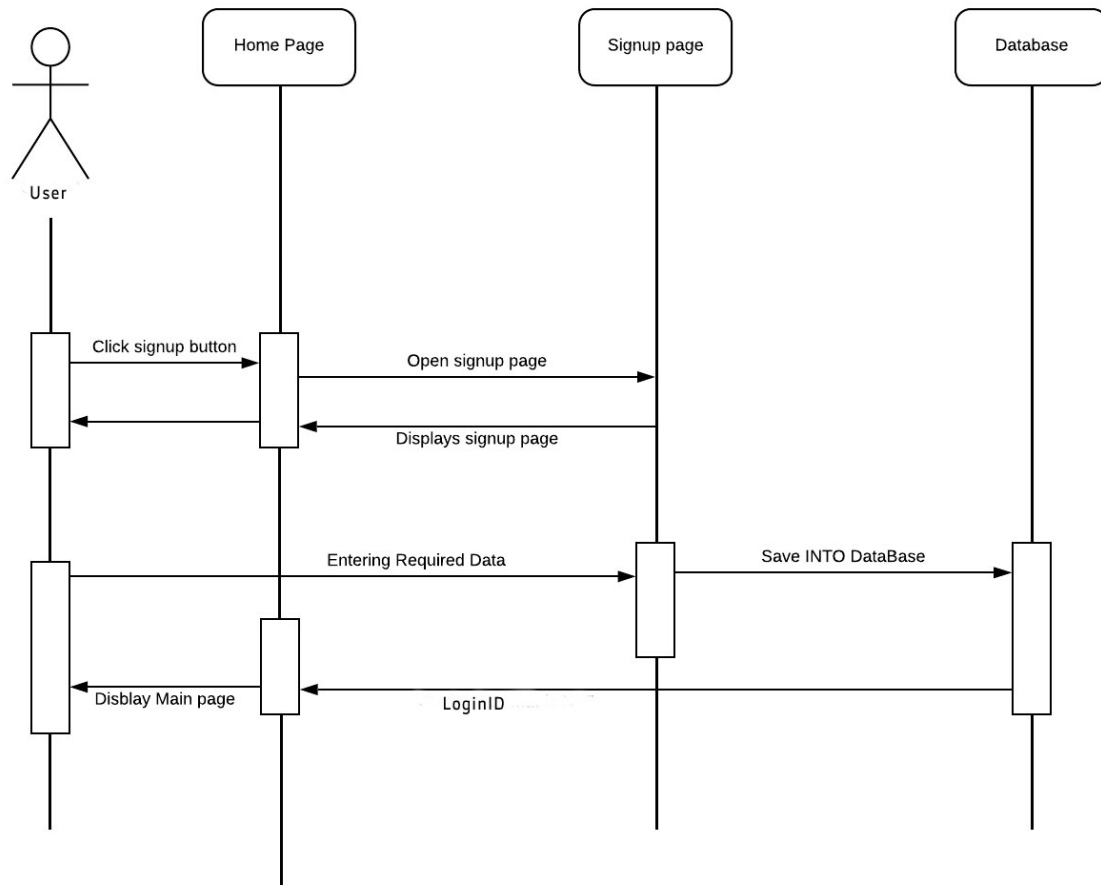 Home Page
Signup page
Database
User
Click signup button
Open signup page
Displays signup page
Entering Required Data
Save INTO DataBase
Disblay Main page
LoginID